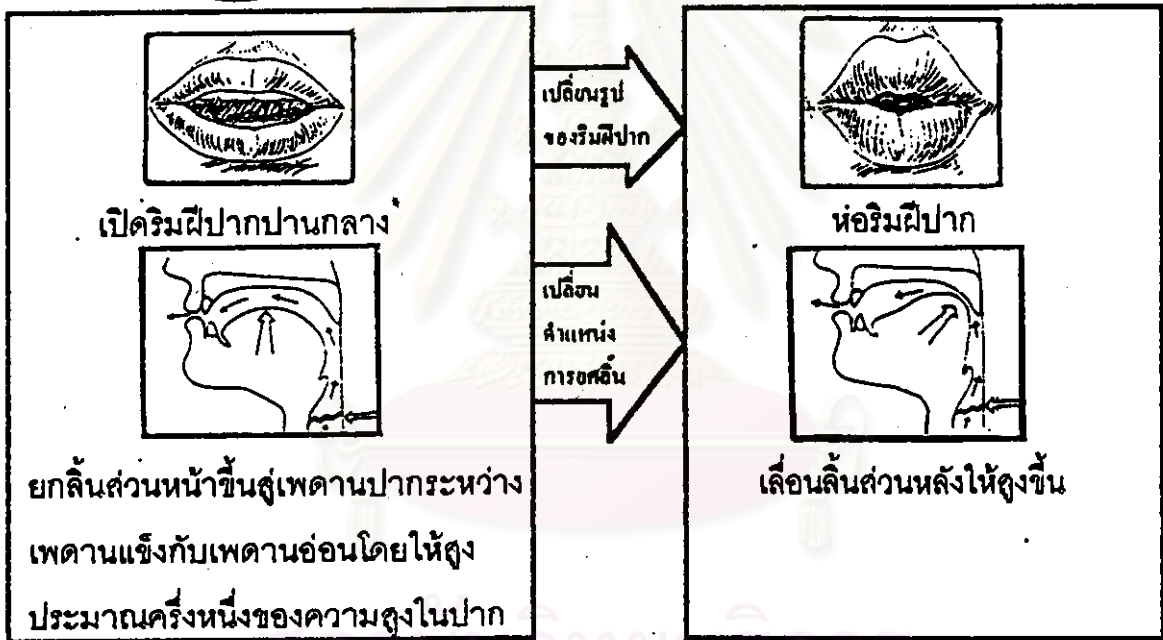 เปลี่ยนรูป
ของริมฝีปาก
เปิดริมฝีปากปานกลาง
ห่อริมฝีปาก
เปลี่ยน
ตำแหน่ง
การยกลิ้น
ยกลิ้นส่วนหน้าขึ้นสู่เพดานปากระหว่าง
เพดานแข็งกับเพดานอ่อนโดยให้สูง
ประมาณครึ่งหนึ่งของความสูงในปาก
เลื่อนลิ้นส่วนหลังให้สูงขึ้น